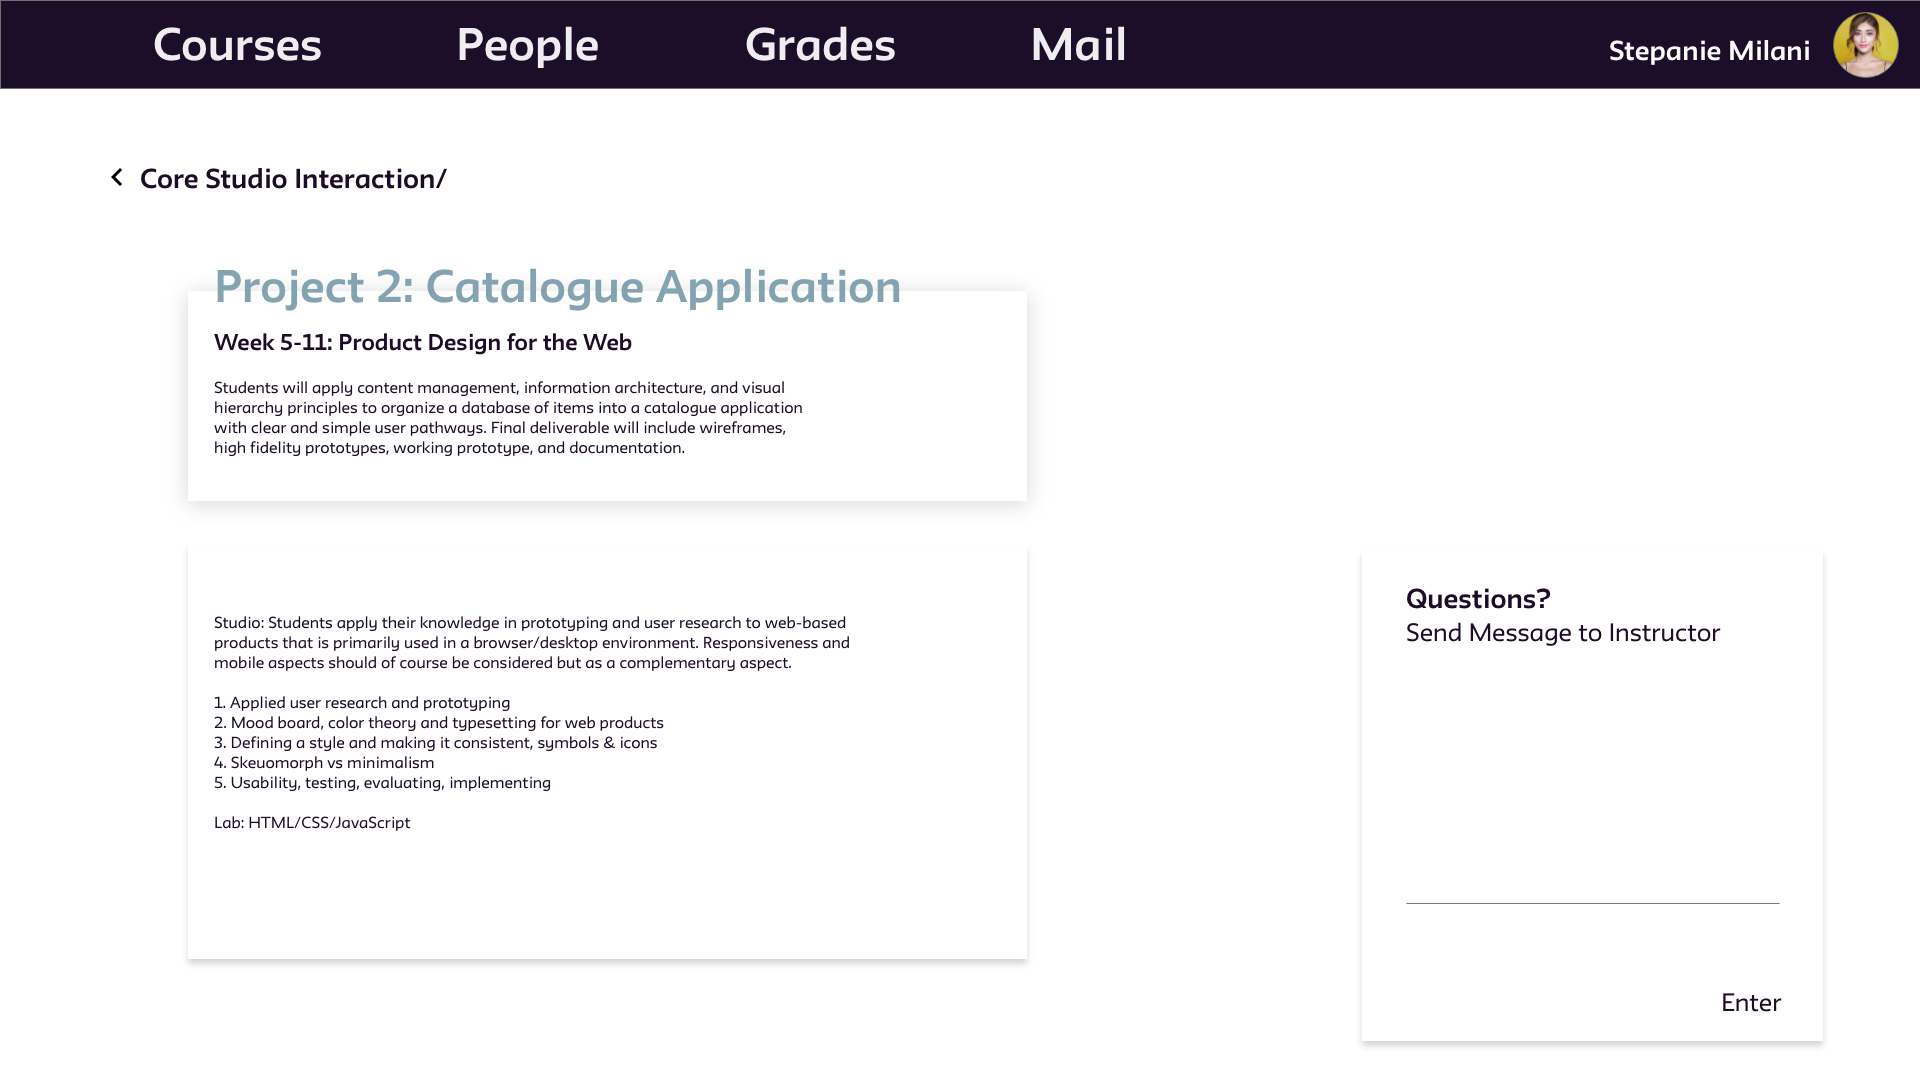 Courses People Grades Mail Stepanie Milani
Core Studio Interaction/
Project 2: Catalogue Application
Week 5-11: Product Design for the Web
Students will apply content management, information architecture, and visual
hierarchy principles to organize a database of items into a catalogue application
with clear and simple user pathways. Final deliverable will include wireframes,
high fidelity prototypes, working prototype, and documentation.
Studio: Students apply their knowledge in prototyping and user research to web-based
products that is primarily used in a browser/desktop environment. Responsiveness and
mobile aspects should of course be considered but as a complementary aspect.
1. Applied user research and prototyping
2. Mood board, color theory and typesetting for web products
3. Defining a style and making it consistent, symbols & icons
4. Skeuomorph vs minimalism
5. Usability, testing, evaluating, implementing
Lab: HTML/CSS/JavaScript
Questions?
Send Message to Instructor
Enter